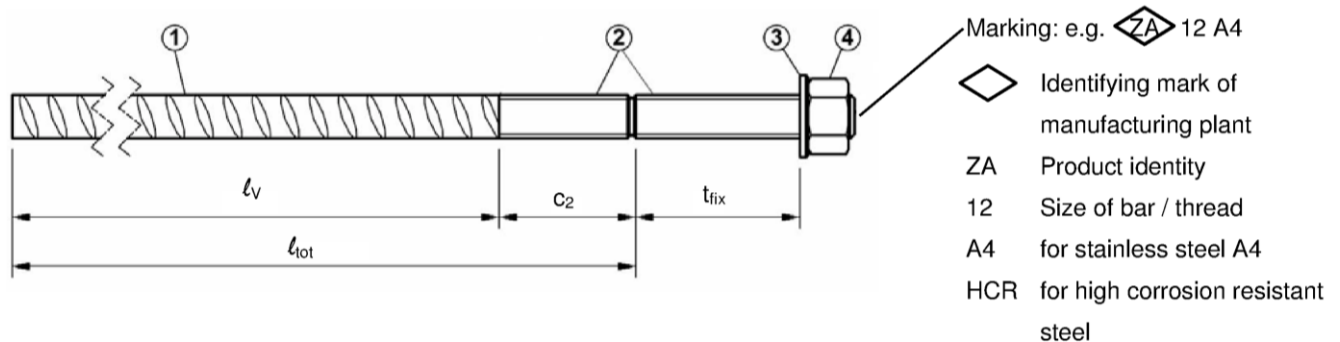 1
2
3
4
ℓv
c2
tfix
ℓtot
Marking: e.g. ZA 12 A4
Identifying mark of
manufacturing plant
ZA Product identity
12 Size of bar / thread
A4 for stainless steel A4
HCR for high corrosion resistant
steel